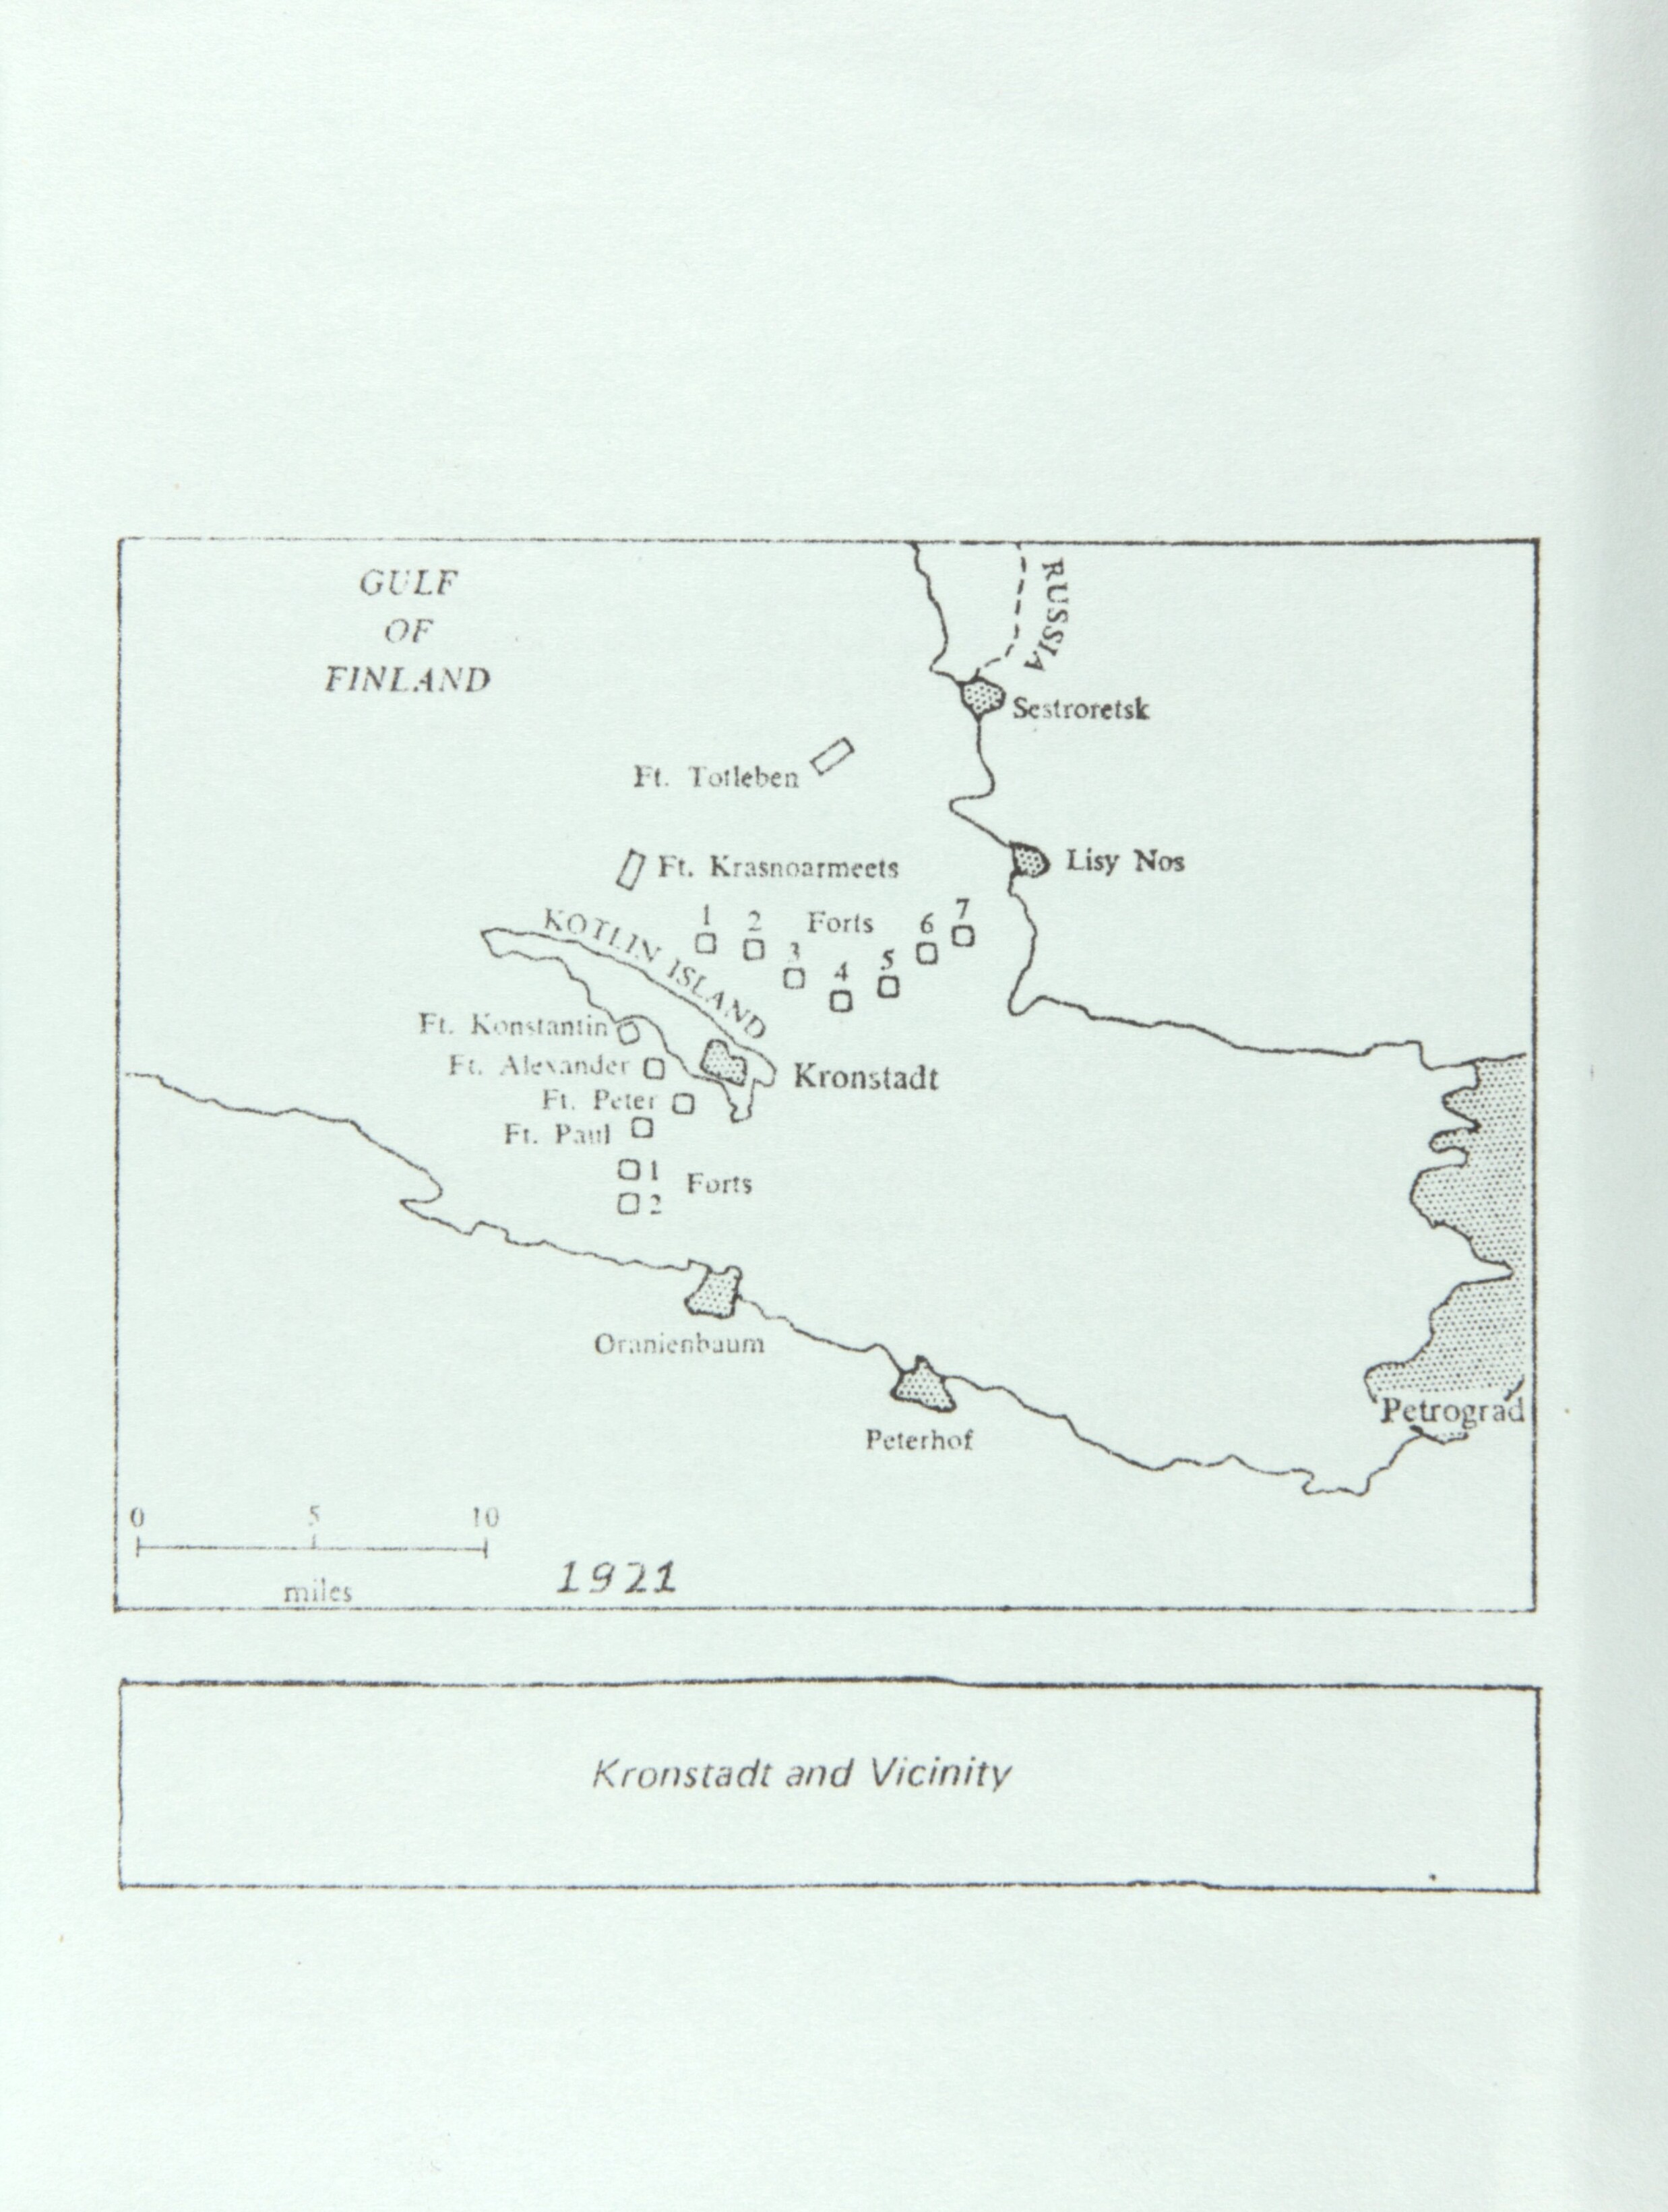 GULF
OF
FINLAND
RUSSIA
Sestroretsk
Ft. Totleben
Lisy Nos
Ft. Krasnoarmeets
KOTLIN ISLAND
1 2 Forts 6 7
3 4 5
Ft. Konstantin
Ft. Alexander
Kronstadt
Ft. Peter
Ft. Paul
1 Forts
2
Oranienbaum
Petrograd
Peterhof
0 5 10
miles
1921
Kronstadt and Vicinity